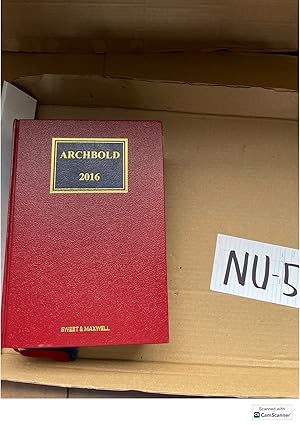 ARCHBOLD
2016
SWEET & MAXWELL
NU-5
Scanned with
CamScanner